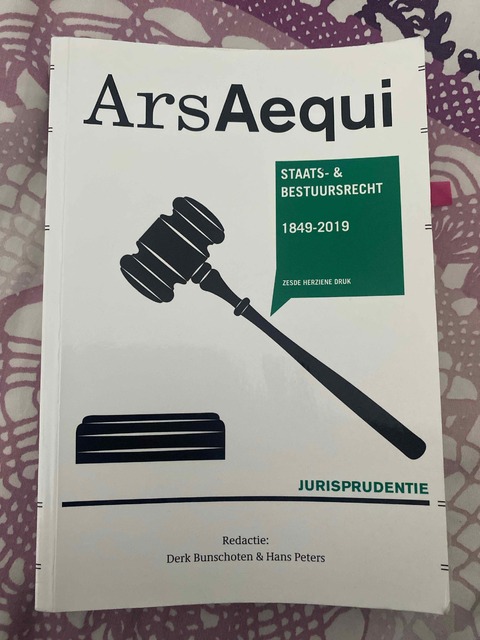 ArsAequi
STAATS- &
BESTUURSRECHT
1849-2019
ZESDE HERZIENE DRUK
JURISPRUDENTIE
Redactie:
Derk Bunschoten & Hans Peters